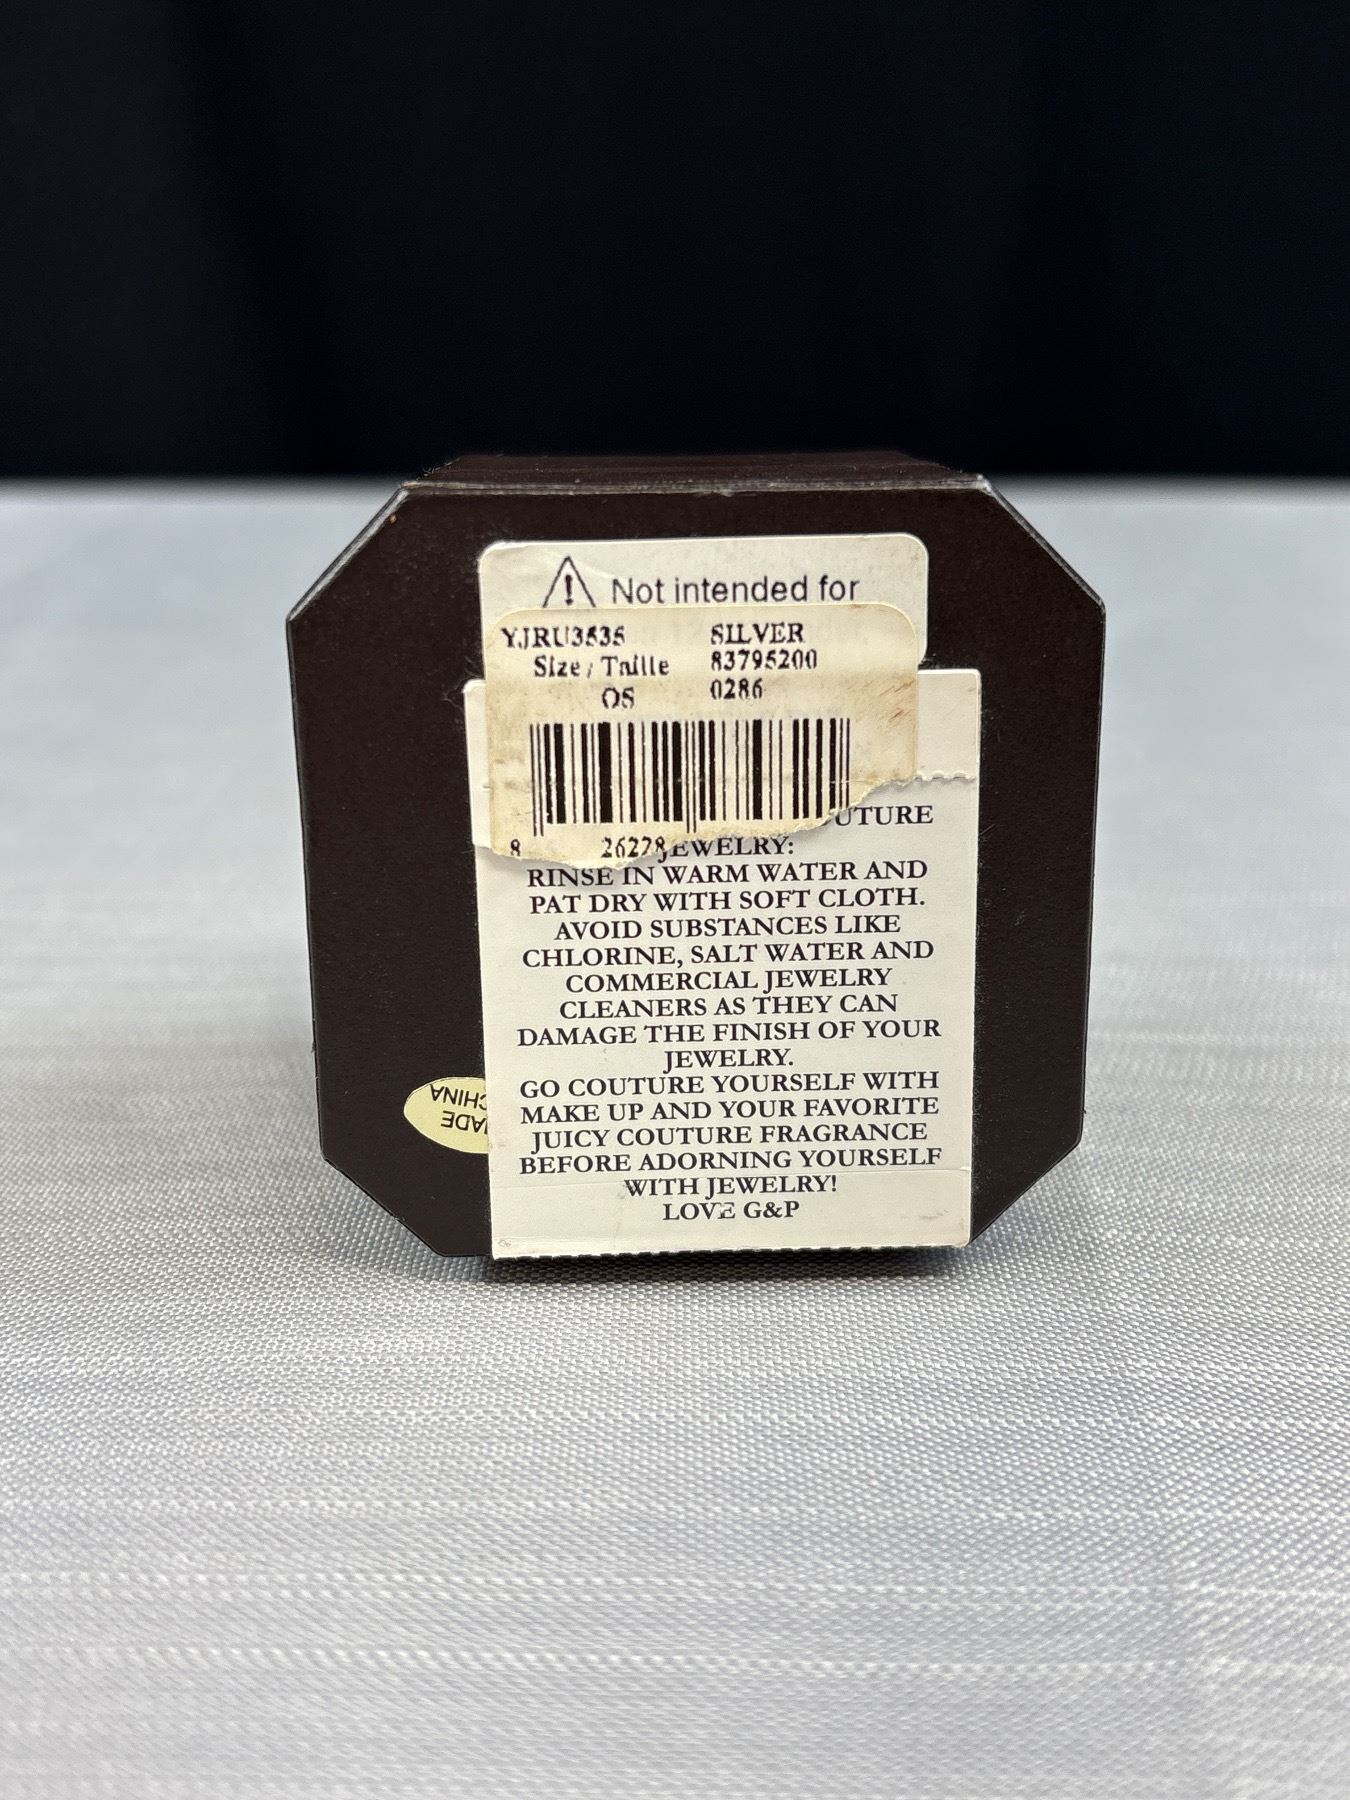 Not intended for
YJRU3535 SILVER
Size / Taille 83795200
OS 0286
8 26278
OUTURE
JEWELRY:
RINSE IN WARM WATER AND
PAT DRY WITH SOFT CLOTH.
AVOID SUBSTANCES LIKE
CHLORINE, SALT WATER AND
COMMERCIAL JEWELRY
CLEANERS AS THEY CAN
DAMAGE THE FINISH OF YOUR
JEWELRY.
GO COUTURE YOURSELF WITH
MAKE UP AND YOUR FAVORITE
JUICY COUTURE FRAGRANCE
BEFORE ADORNING YOURSELF
WITH JEWELRY!
LOVE G&P
MADE
CHINA